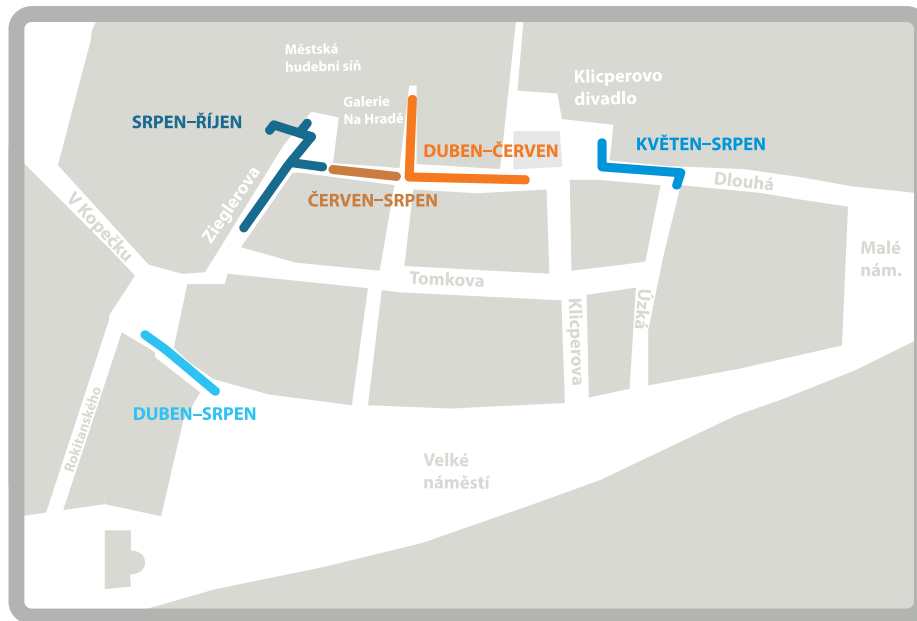 Městská
hudební síň
Klicperovo
divadlo
Galerie
Na Hradě
SRPEN–ŘÍJEN
DUBEN–ČERVEN
KVĚTEN–SRPEN
Dlouhá
ČERVEN–SRPEN
Zieglerova
V Kopečku
Malé
nám.
Tomkova
Klicperova
Úzká
Rokitanského
DUBEN–SRPEN
Velké
náměstí